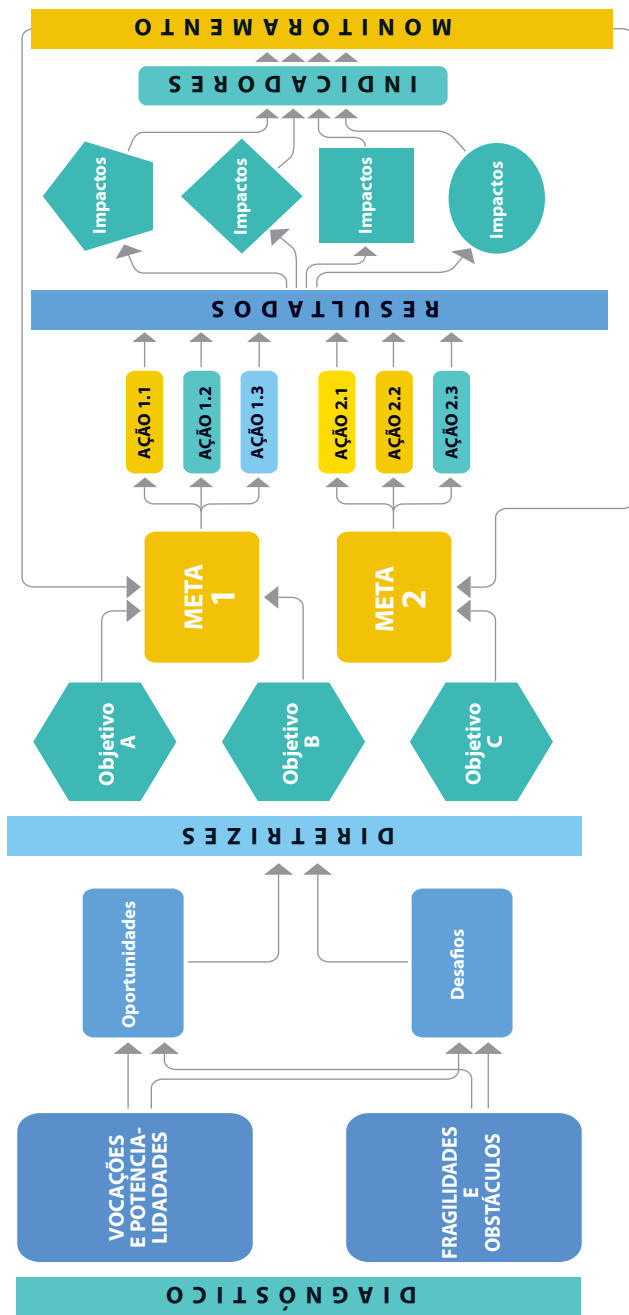 DIAGNÓSTICO
VOCAÇÕES
E POTENCIA-
LIDADADES
FRAGILIDADES
E
OBSTÁCULOS
Oportunidades
Desafios
DIRETRIZES
Objetivo
A
Objetivo
B
Objetivo
C
META
1
META
2
AÇÃO 1.1
AÇÃO 1.2
AÇÃO 1.3
AÇÃO 2.1
AÇÃO 2.2
AÇÃO 2.3
RESULTADOS
Impactos
Impactos
Impactos
Impactos
INDICADORES
MONITORAMENTO